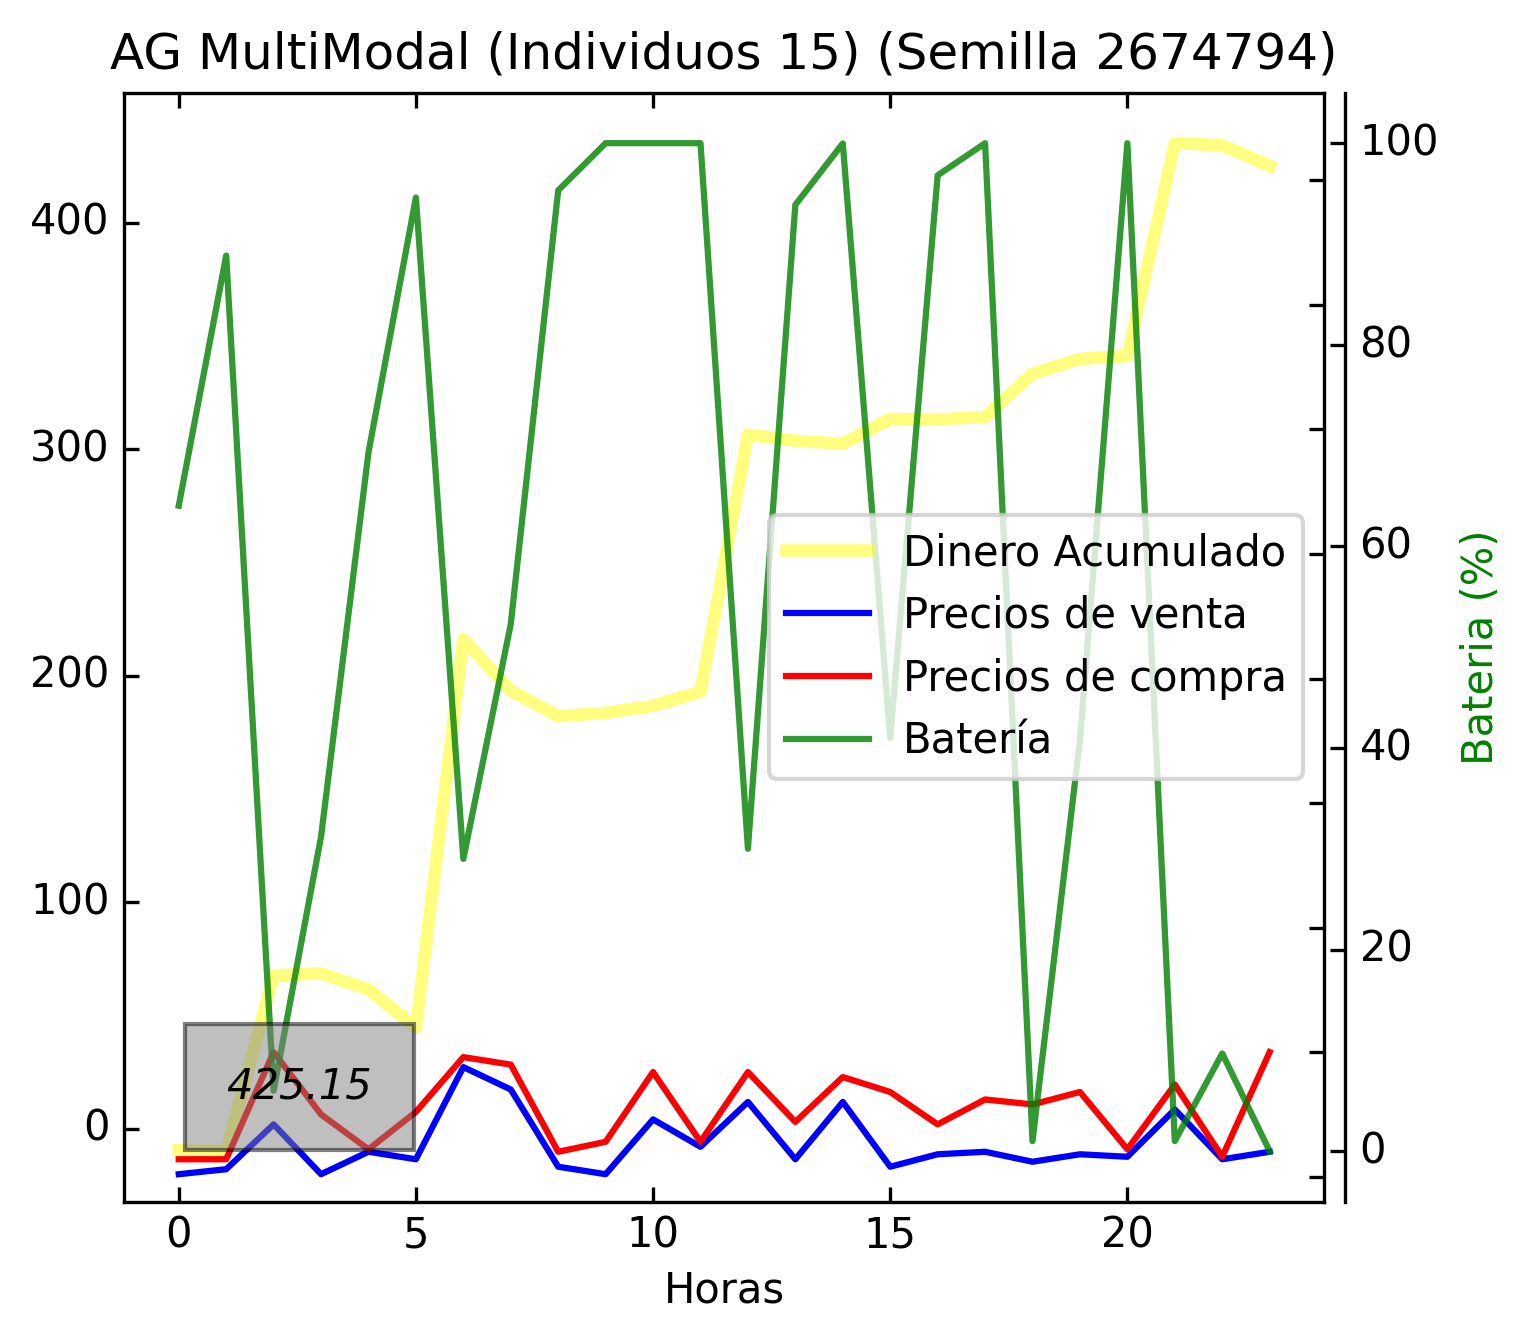 AG MultiModal (Individuos 15) (Semilla 2674794)
400
300
200
100
0
100
80
60
40
20
0
Bateria (%)
Dinero Acumulado
Precios de venta
Precios de compra
Batería
425.15
0 5 10 15 20
Horas